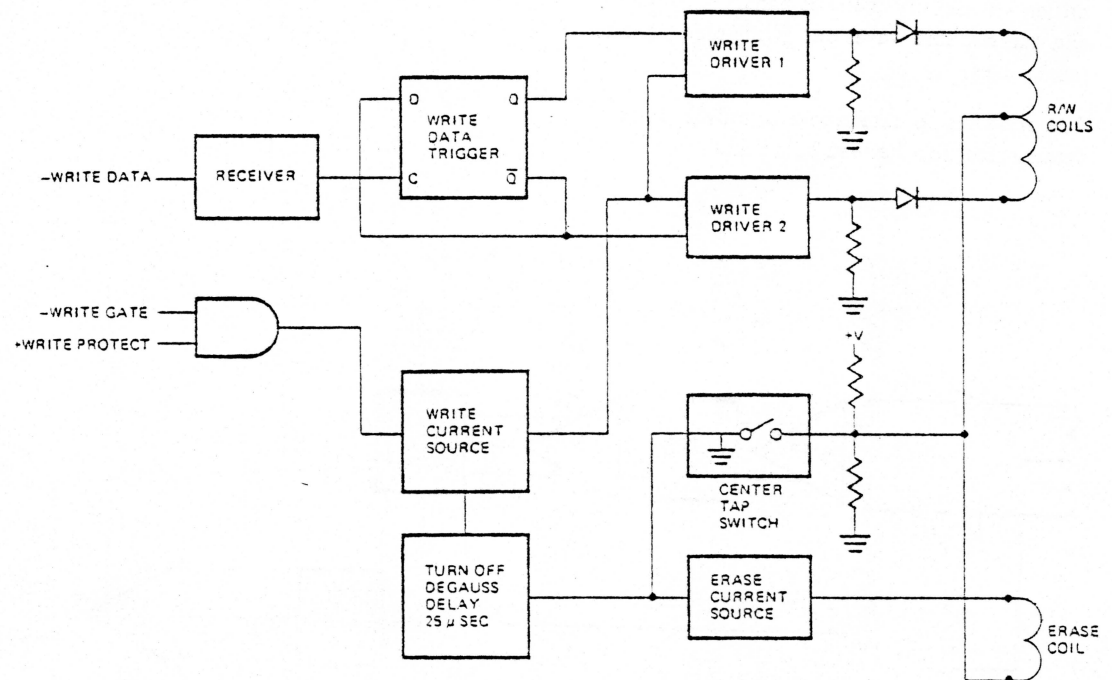 WRITE
DRIVER 1
D
Q
WRITE
DATA
TRIGGER
C
Q̅
R/W
COILS
–WRITE DATA
RECEIVER
WRITE
DRIVER 2
–WRITE GATE
+WRITE PROTECT
+V
WRITE
CURRENT
SOURCE
CENTER
TAP
SWITCH
TURN OFF
DEGAUSS
DELAY
25 μ SEC
ERASE
CURRENT
SOURCE
ERASE
COIL